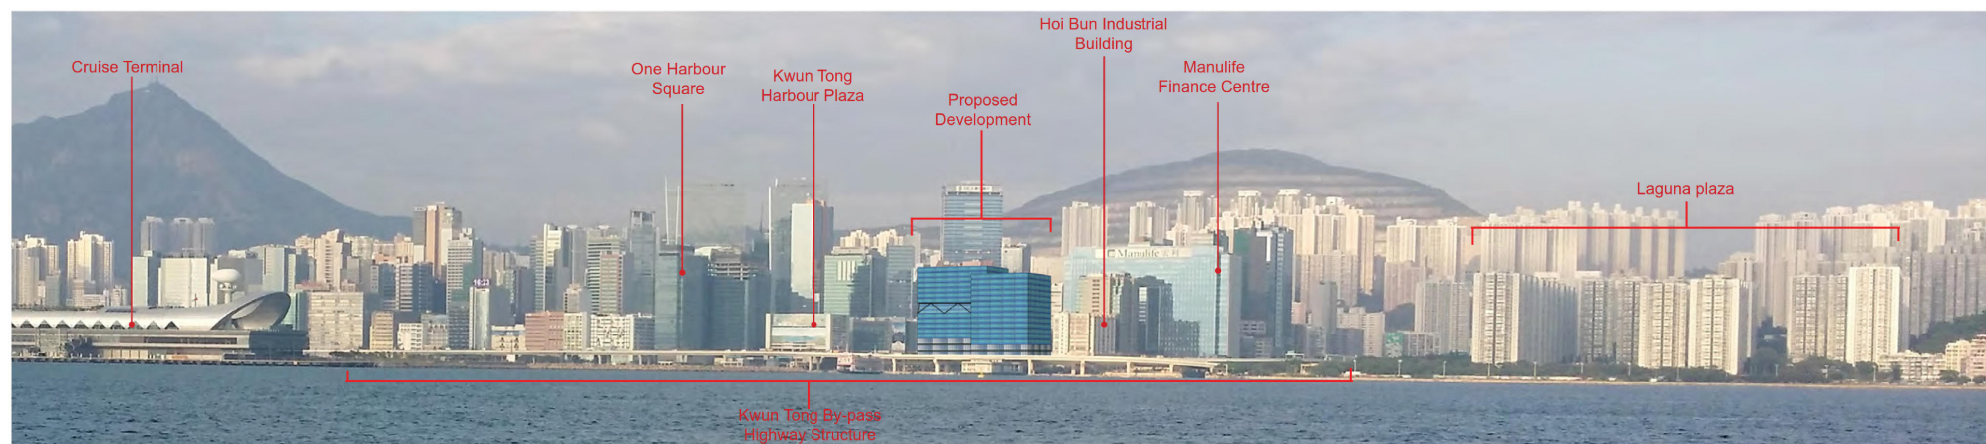 Hoi Bun Industrial
Building
Cruise Terminal
One Harbour
Square
Kwun Tong
Harbour Plaza
Manulife
Finance Centre
Proposed
Development
Laguna plaza
Manulife
Kwun Tong By-pass
Highway Structure